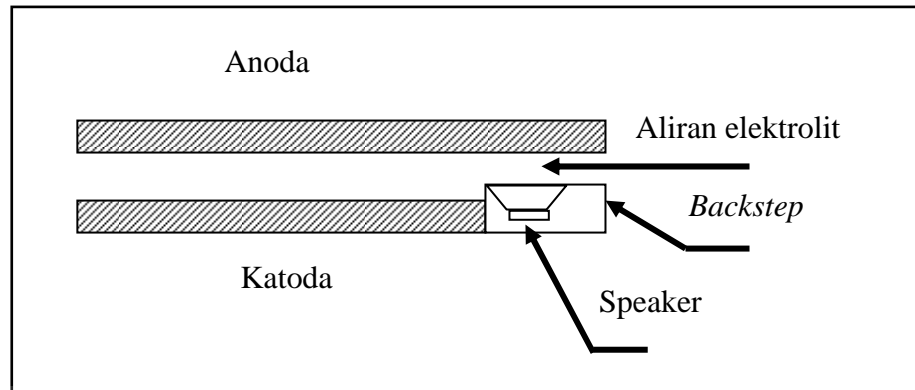 Anoda
Aliran elektrolit
Backstep
Katoda
Speaker